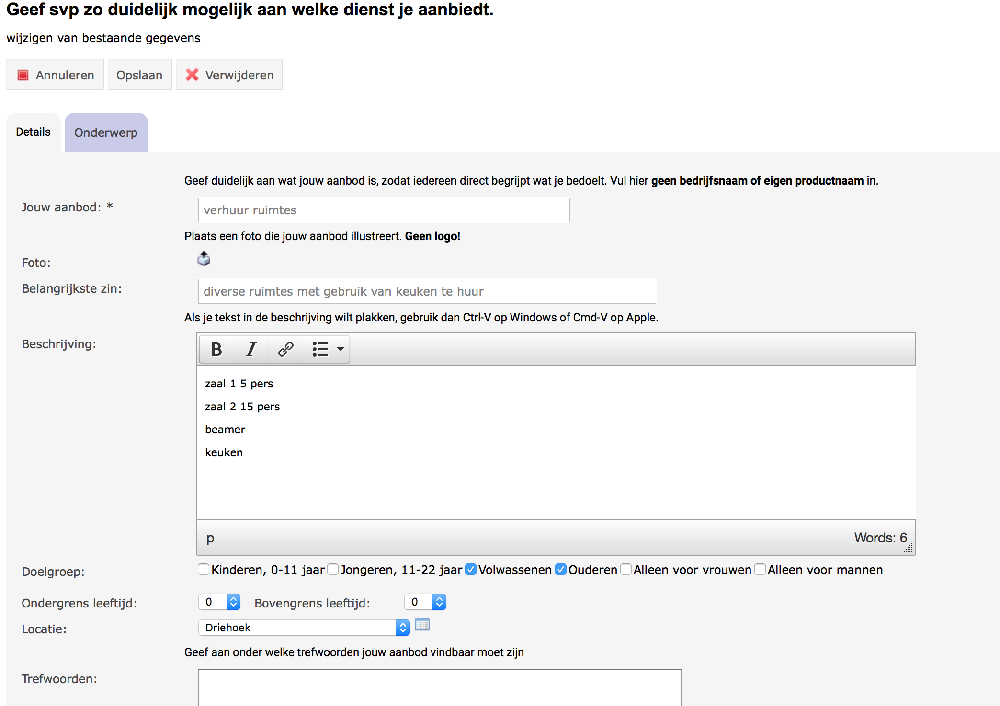 Geef svp zo duidelijk mogelijk aan welke dienst je aanbiedt.
wijzigen van bestaande gegevens
Annuleren Opslaan Verwijderen
Details Onderwerp
Geef duidelijk aan wat jouw aanbod is, zodat iedereen direct begrijpt wat je bedoelt. Vul hier geen bedrijfsnaam of eigen productnaam in.
Jouw aanbod: * verhuur ruimtes
Plaats een foto die jouw aanbod illustreert. Geen logo!
Foto:
Belangrijkste zin: diverse ruimtes met gebruik van keuken te huur
Als je tekst in de beschrijving wilt plakken, gebruik dan Ctrl-V op Windows of Cmd-V op Apple.
Beschrijving: B I
zaal 1 5 pers
zaal 2 15 pers
beamer
keuken
p Words: 6
Doelgroep: Kinderen, 0-11 jaar Jongeren, 11-22 jaar Volwassenen Ouderen Alleen voor vrouwen Alleen voor mannen
Ondergrens leeftijd: 0 Bovengrens leeftijd: 0
Locatie: Driehoek
Geef aan onder welke trefwoorden jouw aanbod vindbaar moet zijn
Trefwoorden: